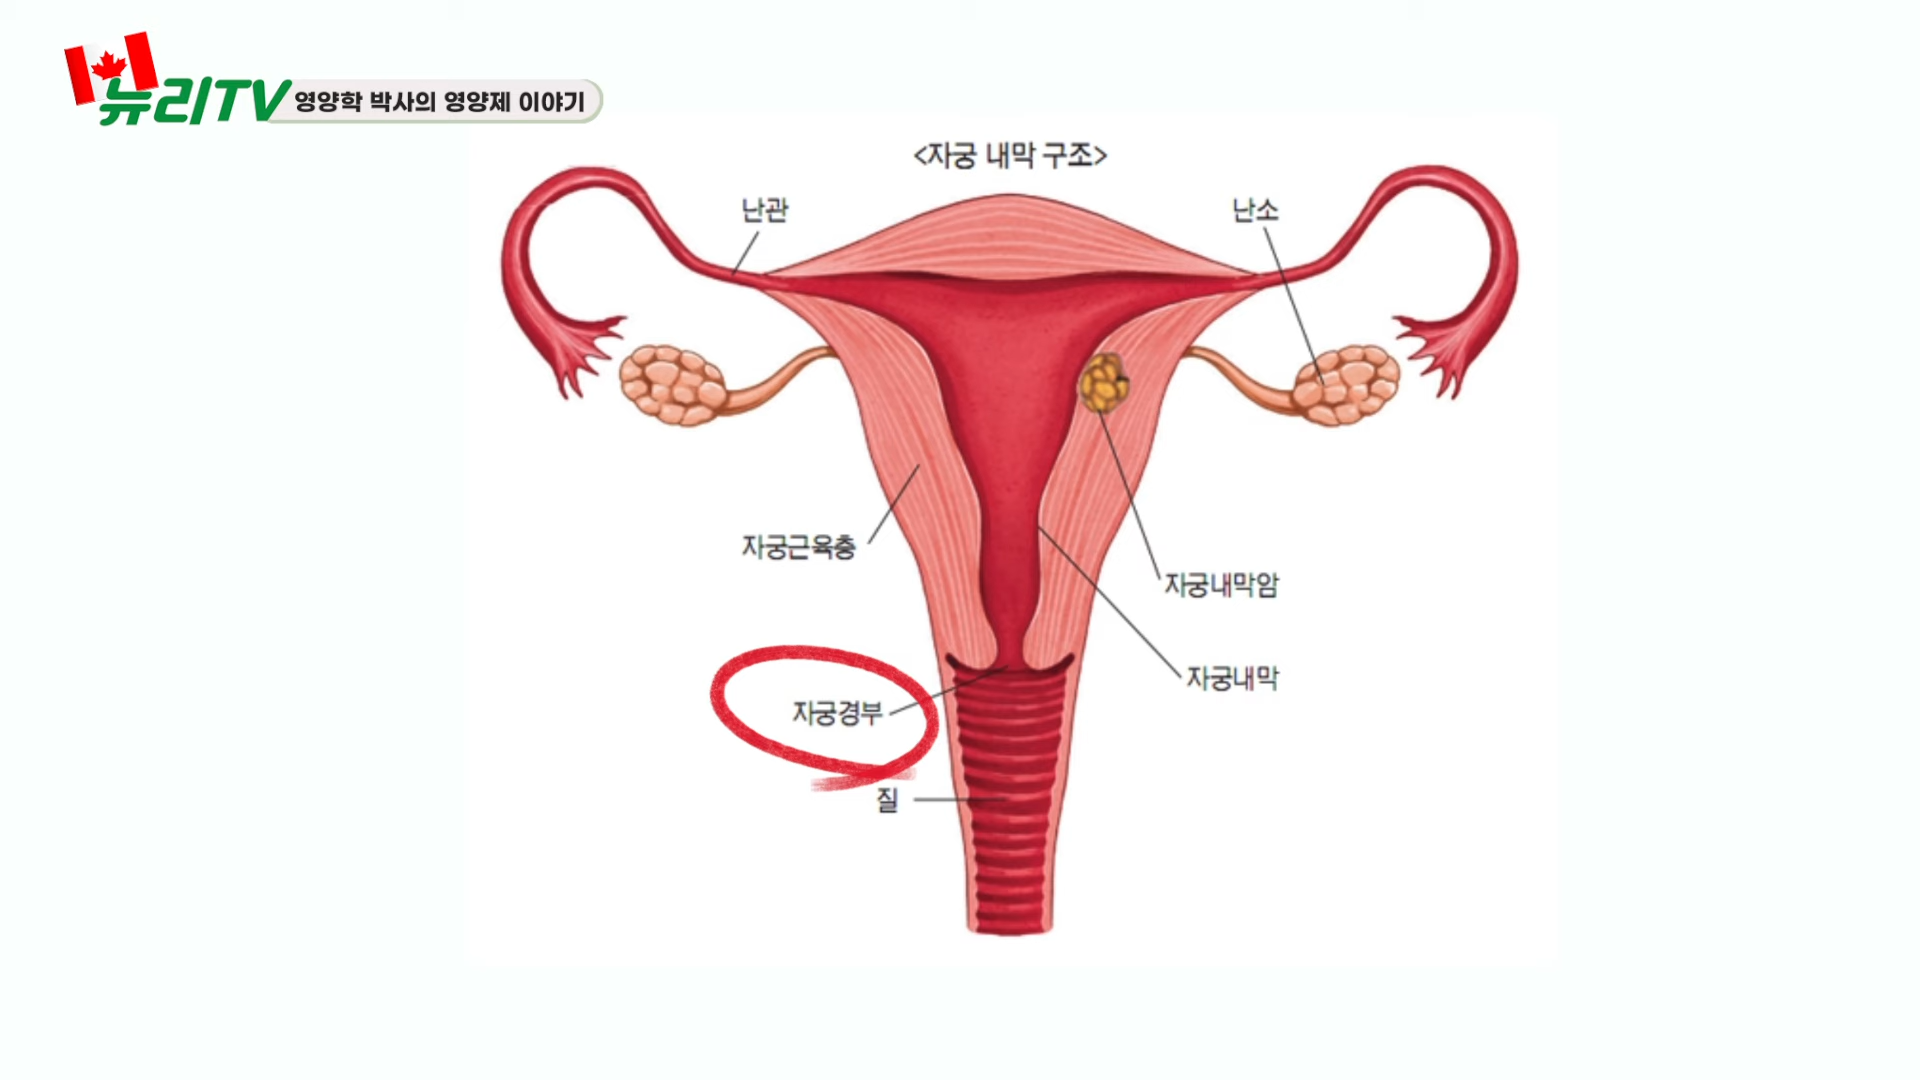 뉴리TV 영양학 박사의 영양제 이야기
<자궁 내막 구조>
난관
난소
자궁근육층
자궁내막암
자궁내막
자궁경부
질